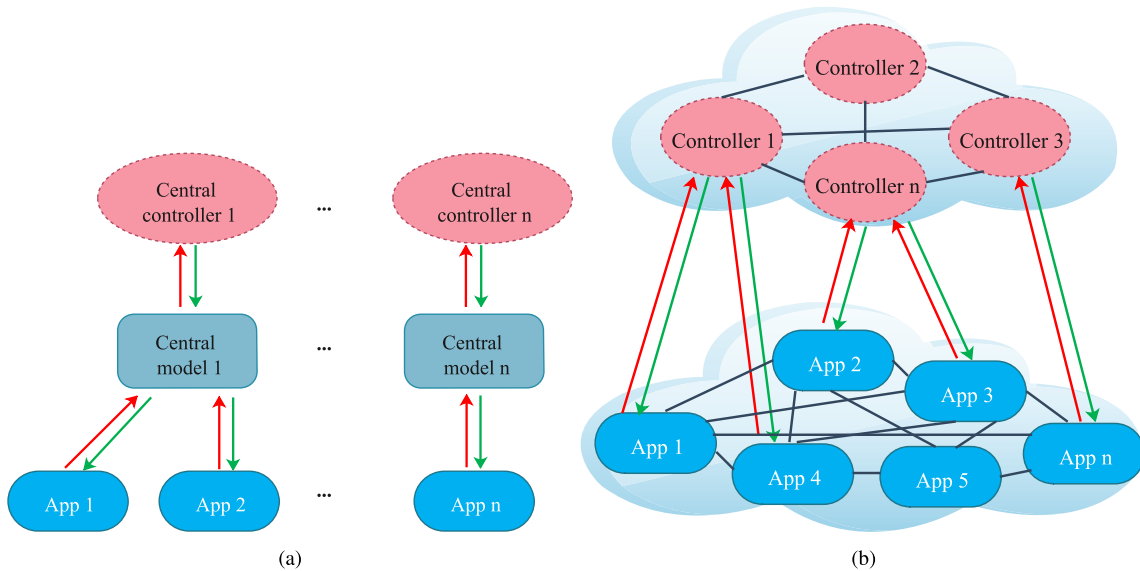 Central
controller 1
...
Central
controller n
Central
model 1
...
Central
model n
App 1
App 2
...
App n
(a)
Controller 2
Controller 1
Controller 3
Controller n
App 2
App 3
App 1
App 4
App 5
App n
(b)